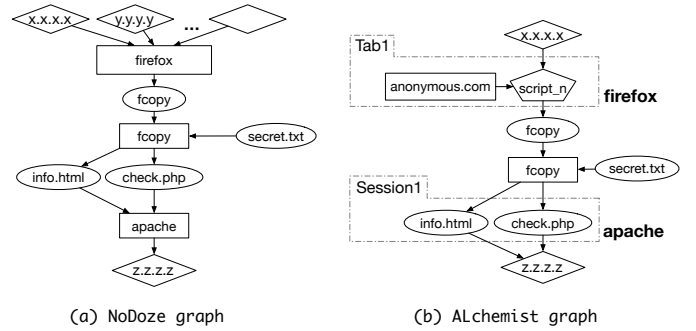 x.x.x.x
y.y.y.y
...
firefox
fcopy
fcopy
secret.txt
info.html
check.php
apache
z.z.z.z
(a) NoDoze graph
x.x.x.x
Tab1
anonymous.com
script_n
firefox
fcopy
fcopy
secret.txt
Session1
info.html
check.php
apache
z.z.z.z
(b) ALchemist graph